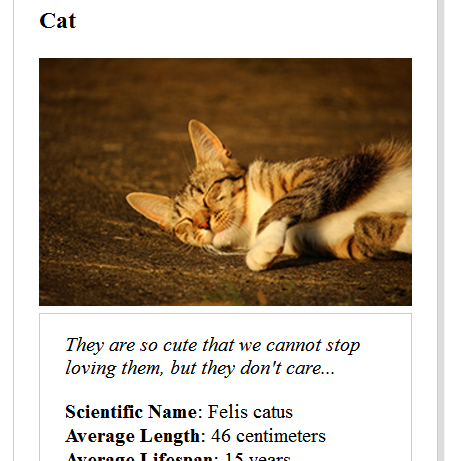 Cat
They are so cute that we cannot stop
loving them, but they don't care...
Scientific Name: Felis catus
Average Length: 46 centimeters
Average Lifespan: 15 years